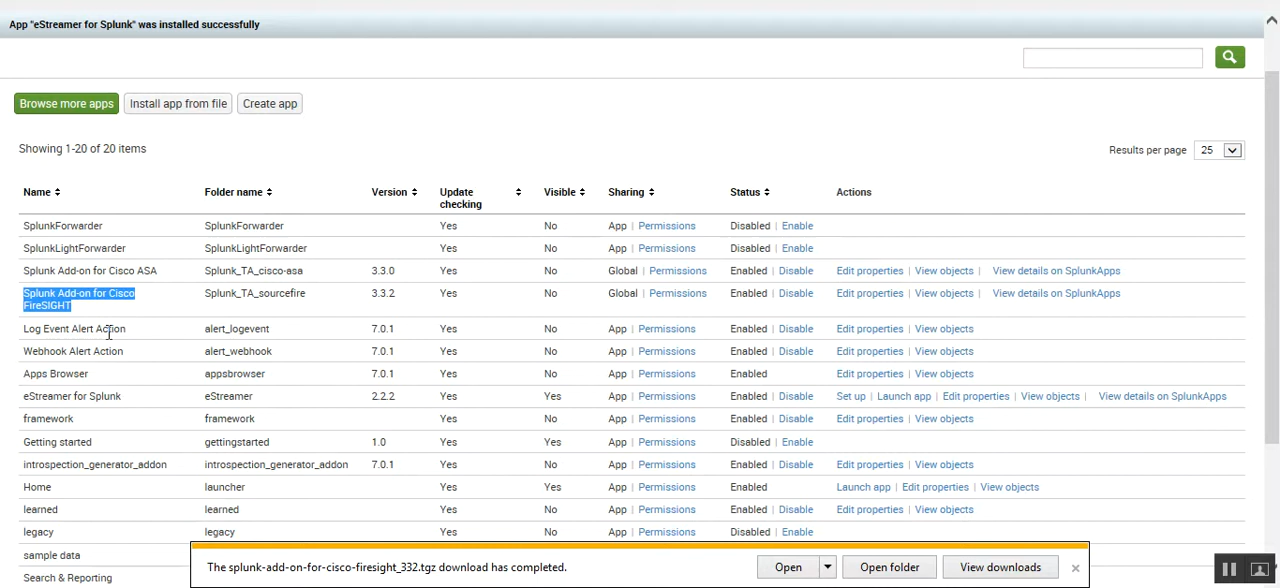 App "eStreamer for Splunk" was installed successfully
Browse more apps Install app from file Create app
Showing 1-20 of 20 items Results per page 25
Name Folder name Version Update checking Visible Sharing Status Actions
SplunkForwarder SplunkForwarder Yes No App | Permissions Disabled | Enable
SplunkLightForwarder SplunkLightForwarder Yes No App | Permissions Disabled | Enable
Splunk Add-on for Cisco ASA Splunk_TA_cisco-asa 3.3.0 Yes No Global | Permissions Enabled | Disable Edit properties | View objects | View details on SplunkApps
Splunk Add-on for Cisco FireSIGHT Splunk_TA_sourcefire 3.3.2 Yes No Global | Permissions Enabled | Disable Edit properties | View objects | View details on SplunkApps
Log Event Alert Action alert_logevent 7.0.1 Yes No App | Permissions Enabled | Disable Edit properties | View objects
Webhook Alert Action alert_webhook 7.0.1 Yes No App | Permissions Enabled | Disable Edit properties | View objects
Apps Browser appsbrowser 7.0.1 Yes No App | Permissions Enabled Edit properties | View objects
eStreamer for Splunk eStreamer 2.2.2 Yes Yes App | Permissions Enabled | Disable Set up | Launch app | Edit properties | View objects | View details on SplunkApps
framework framework Yes No App | Permissions Enabled | Disable Edit properties | View objects
Getting started gettingstarted 1.0 Yes Yes App | Permissions Disabled | Enable
introspection_generator_addon introspection_generator_addon 7.0.1 Yes No App | Permissions Enabled | Disable Edit properties | View objects
Home launcher Yes Yes App | Permissions Enabled Launch app | Edit properties | View objects
learned learned Yes No App | Permissions Enabled | Disable Edit properties | View objects
legacy legacy Yes No App | Permissions Disabled | Enable
sample data
The splunk-add-on-for-cisco-firesight_332.tgz download has completed. Open Open folder View downloads
Search & Reporting